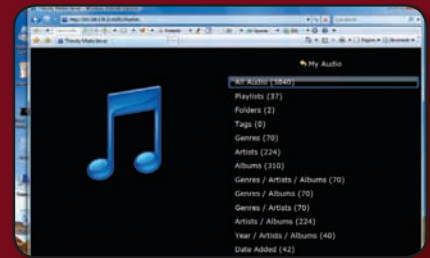 My Audio
All Audio (3840)
Playlists (37)
Folders (2)
Tags (0)
Genres (70)
Artists (224)
Albums (310)
Genres / Artists / Albums (70)
Genres / Albums (70)
Genres / Artists (70)
Artists / Albums (224)
Year / Artists / Albums (40)
Date Added (42)